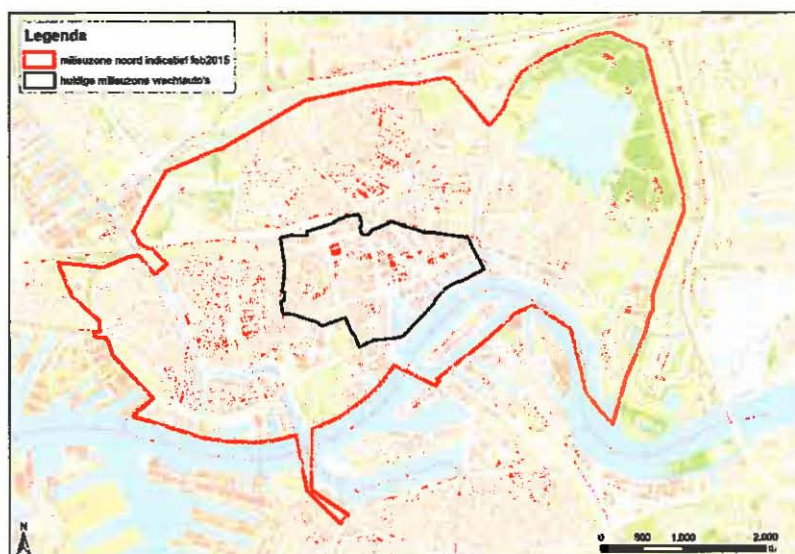 Legenda
milieuzone noord indicatief feb2015
huidige milieuzone vrachtauto's
N
0 500 1.000 2.000